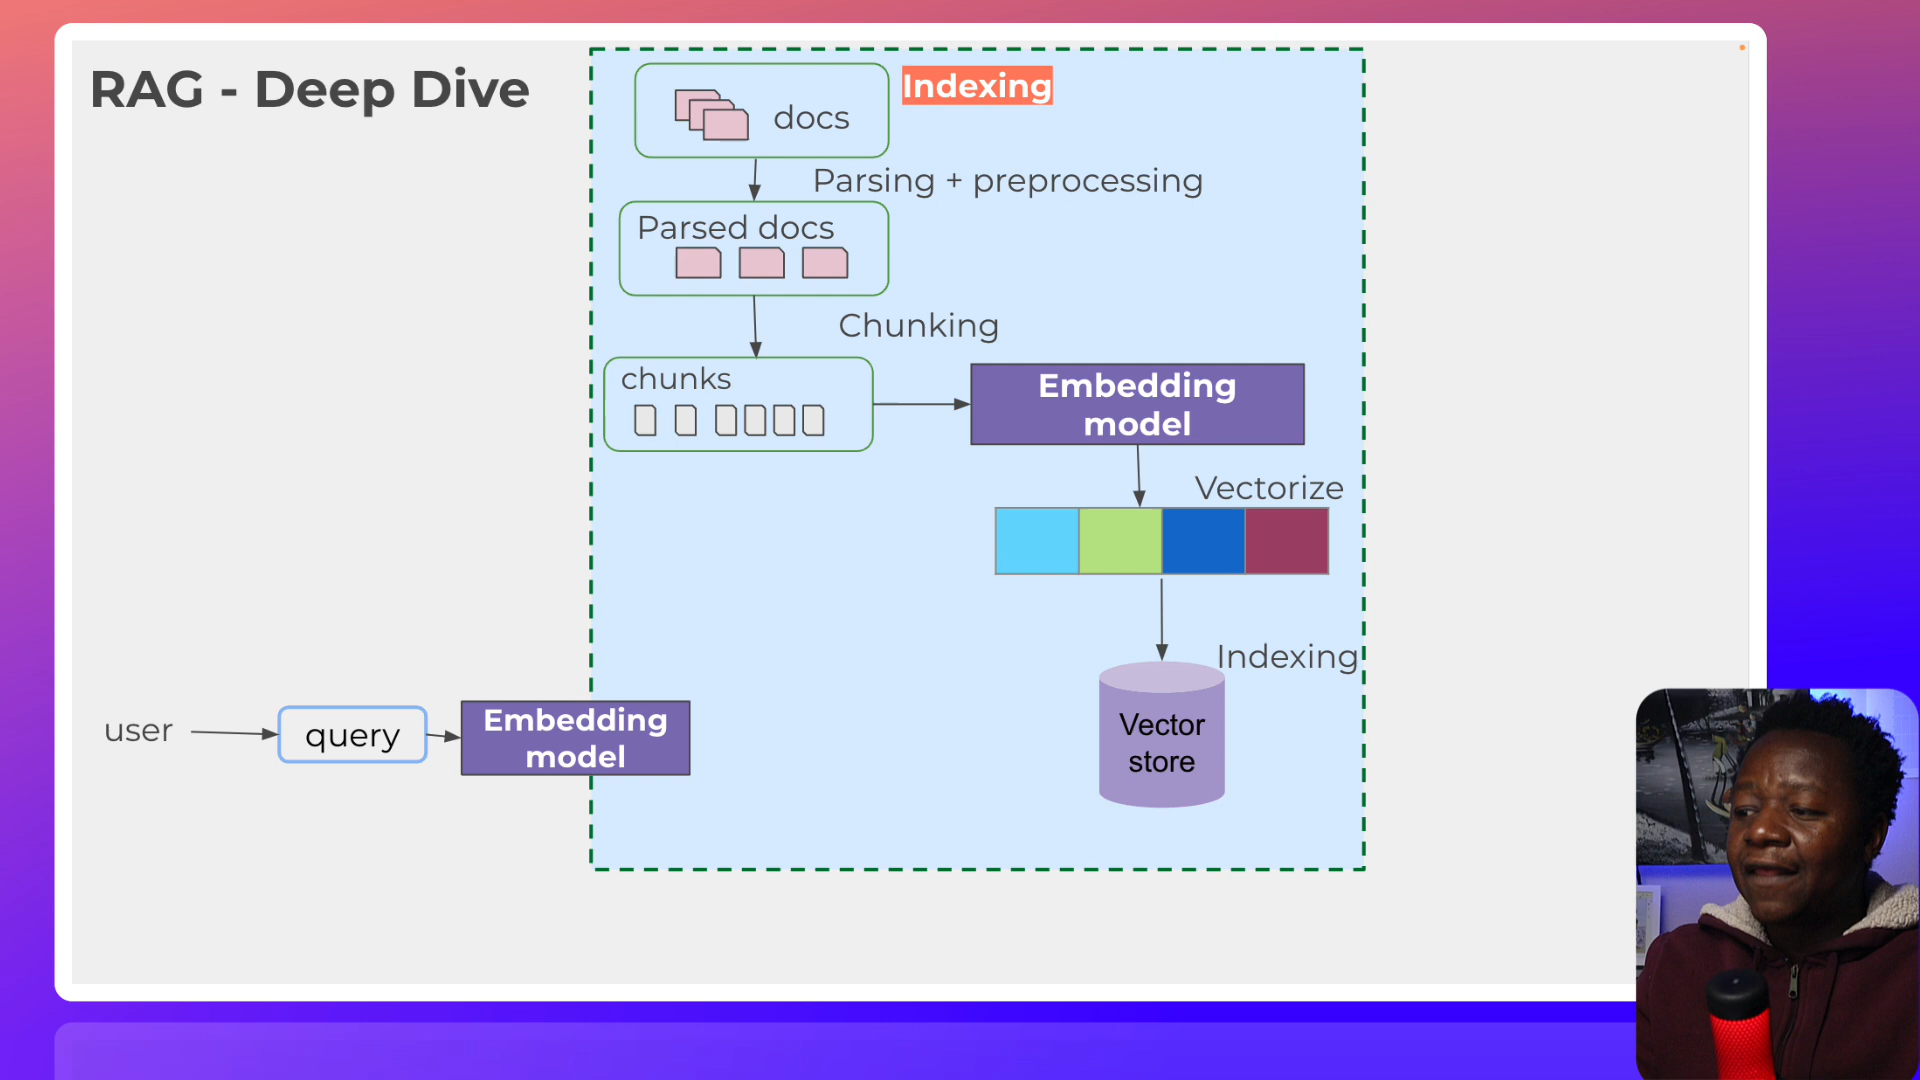 RAG - Deep Dive
Indexing
docs
Parsing + preprocessing
Parsed docs
Chunking
chunks
Embedding
model
Vectorize
Indexing
Vector
store
user
query
Embedding
model